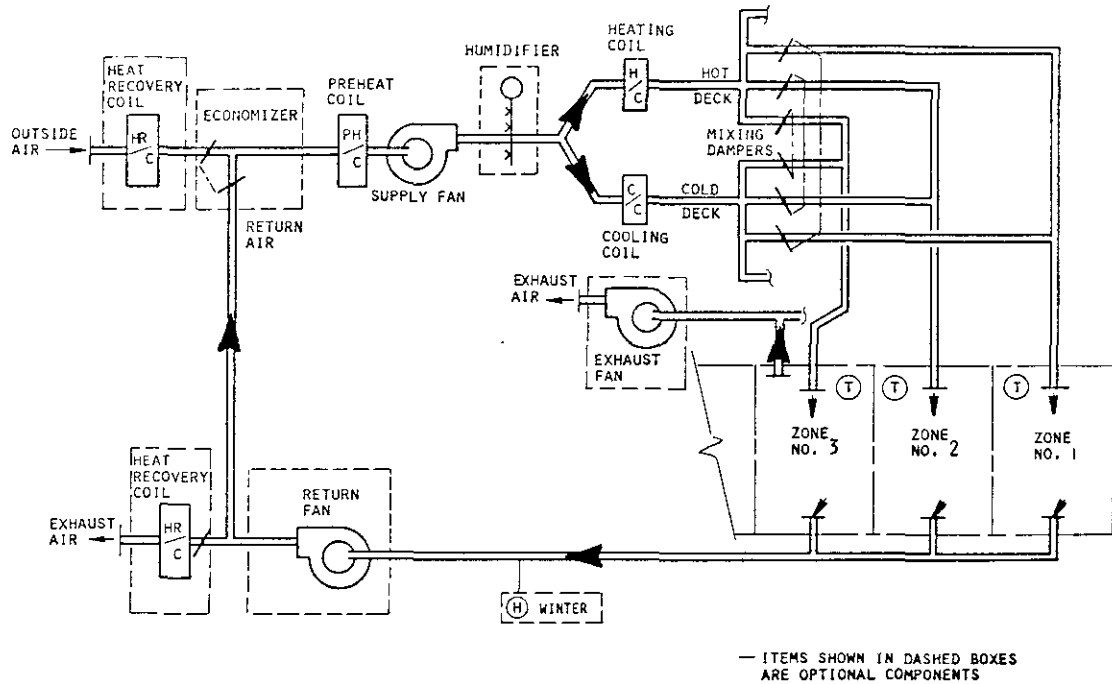 HEATING
COIL
HUMIDIFIER
HEAT
RECOVERY
COIL
PREHEAT
COIL
H
C
HOT
DECK
ECONOMIZER
OUTSIDE
AIR
HR
C
PH
C
MIXING
DAMPERS
SUPPLY FAN
C
C
COLD
DECK
RETURN
AIR
COOLING
COIL
EXHAUST
AIR
EXHAUST
FAN
T
T
T
ZONE
NO. 3
ZONE
NO. 2
ZONE
NO. 1
HEAT
RECOVERY
COIL
RETURN
FAN
EXHAUST
AIR
HR
C
H WINTER
— ITEMS SHOWN IN DASHED BOXES
ARE OPTIONAL COMPONENTS